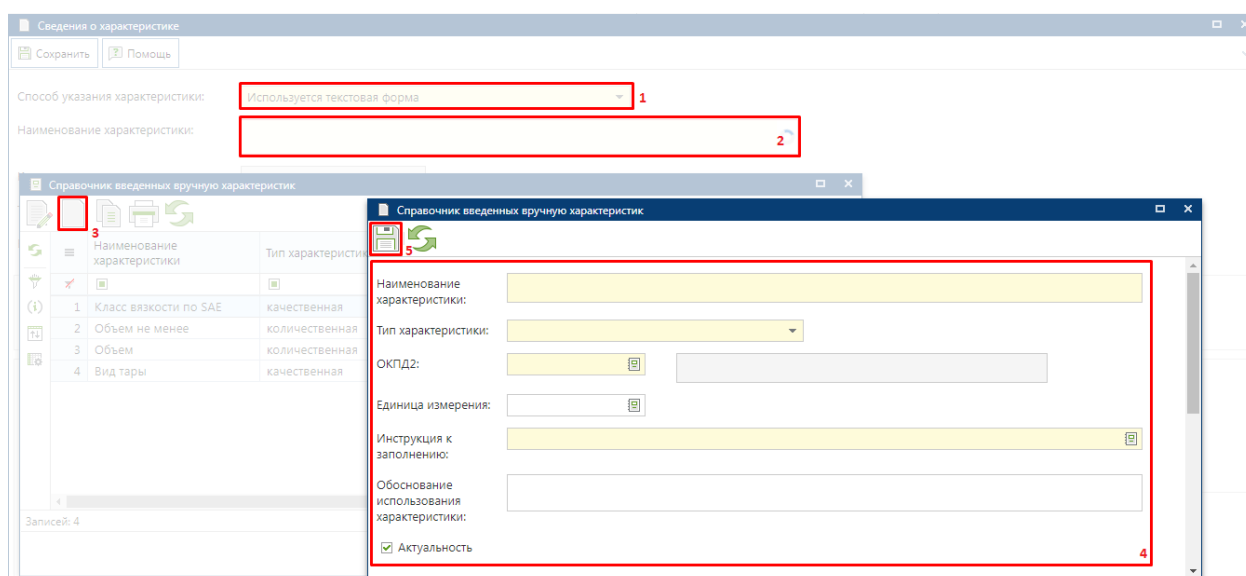 Сведения о характеристике
Сохранить Помощь
Способ указания характеристики: Используется текстовая форма 1
Наименование характеристики: 2
Справочник введенных вручную характеристик
3
Наименование
характеристики
Тип характеристик
1 Класс вязкости по SAE качественная
2 Объем не менее количественная
3 Объем количественная
4 Вид тары качественная
Записей: 4
Справочник введенных вручную характеристик
5
Наименование
характеристики:
Тип характеристики:
ОКПД2:
Единица измерения:
Инструкция к
заполнению:
Обоснование
использования
характеристики:
Актуальность
4